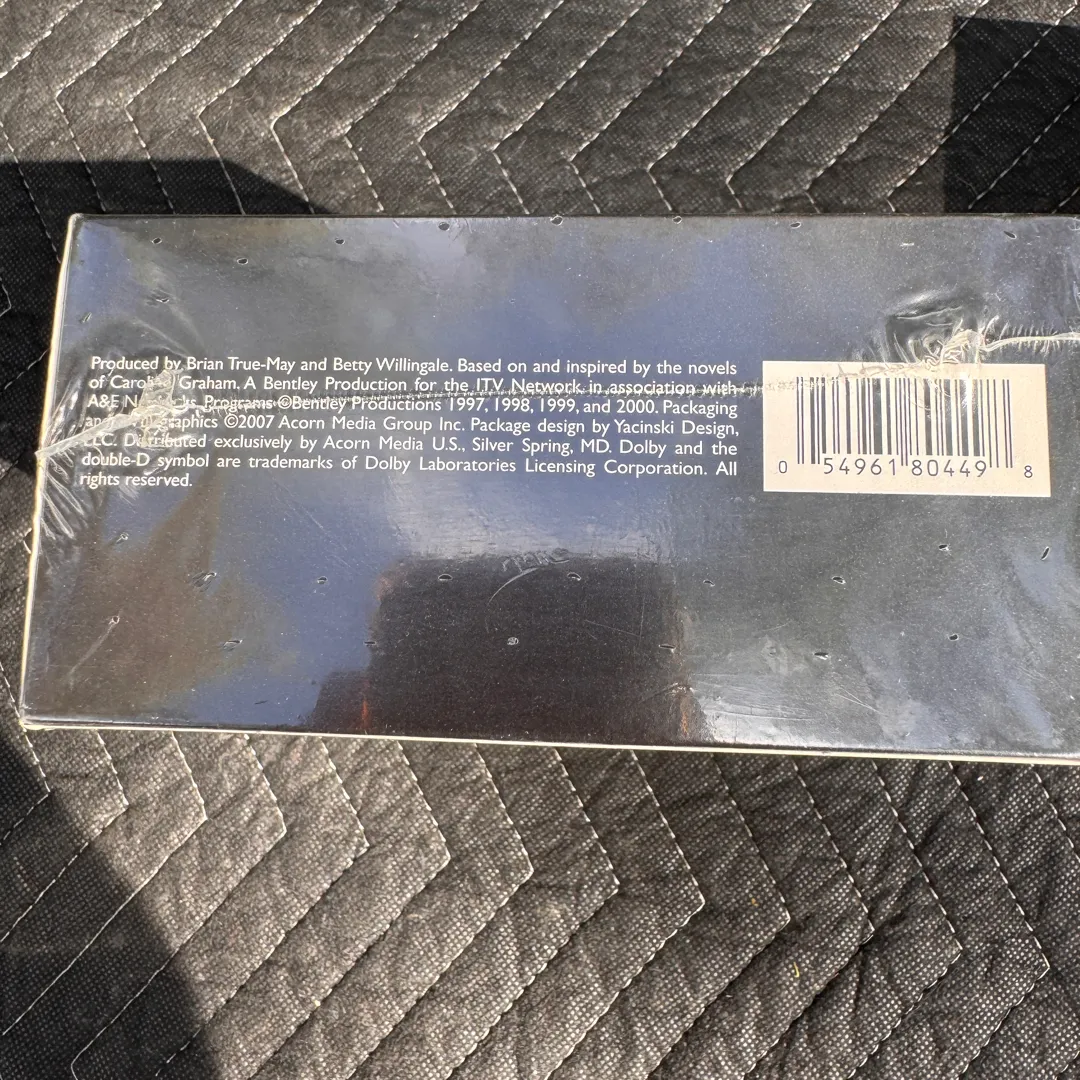 Produced by Brian True-May and Betty Willingale. Based on and inspired by the novels
of Graham. A Bentley Production for the ITV Network in association with
A&E Programs ©Bentley Productions 1997, 1998, 1999, and 2000. Packaging
©2007 Acorn Media Group Inc. Package design by Yacinski Design,
LLC. Distributed exclusively by Acorn Media U.S., Silver Spring, MD. Dolby and the
double-D symbol are trademarks of Dolby Laboratories Licensing Corporation. All
rights reserved.
0 54961 80449 8